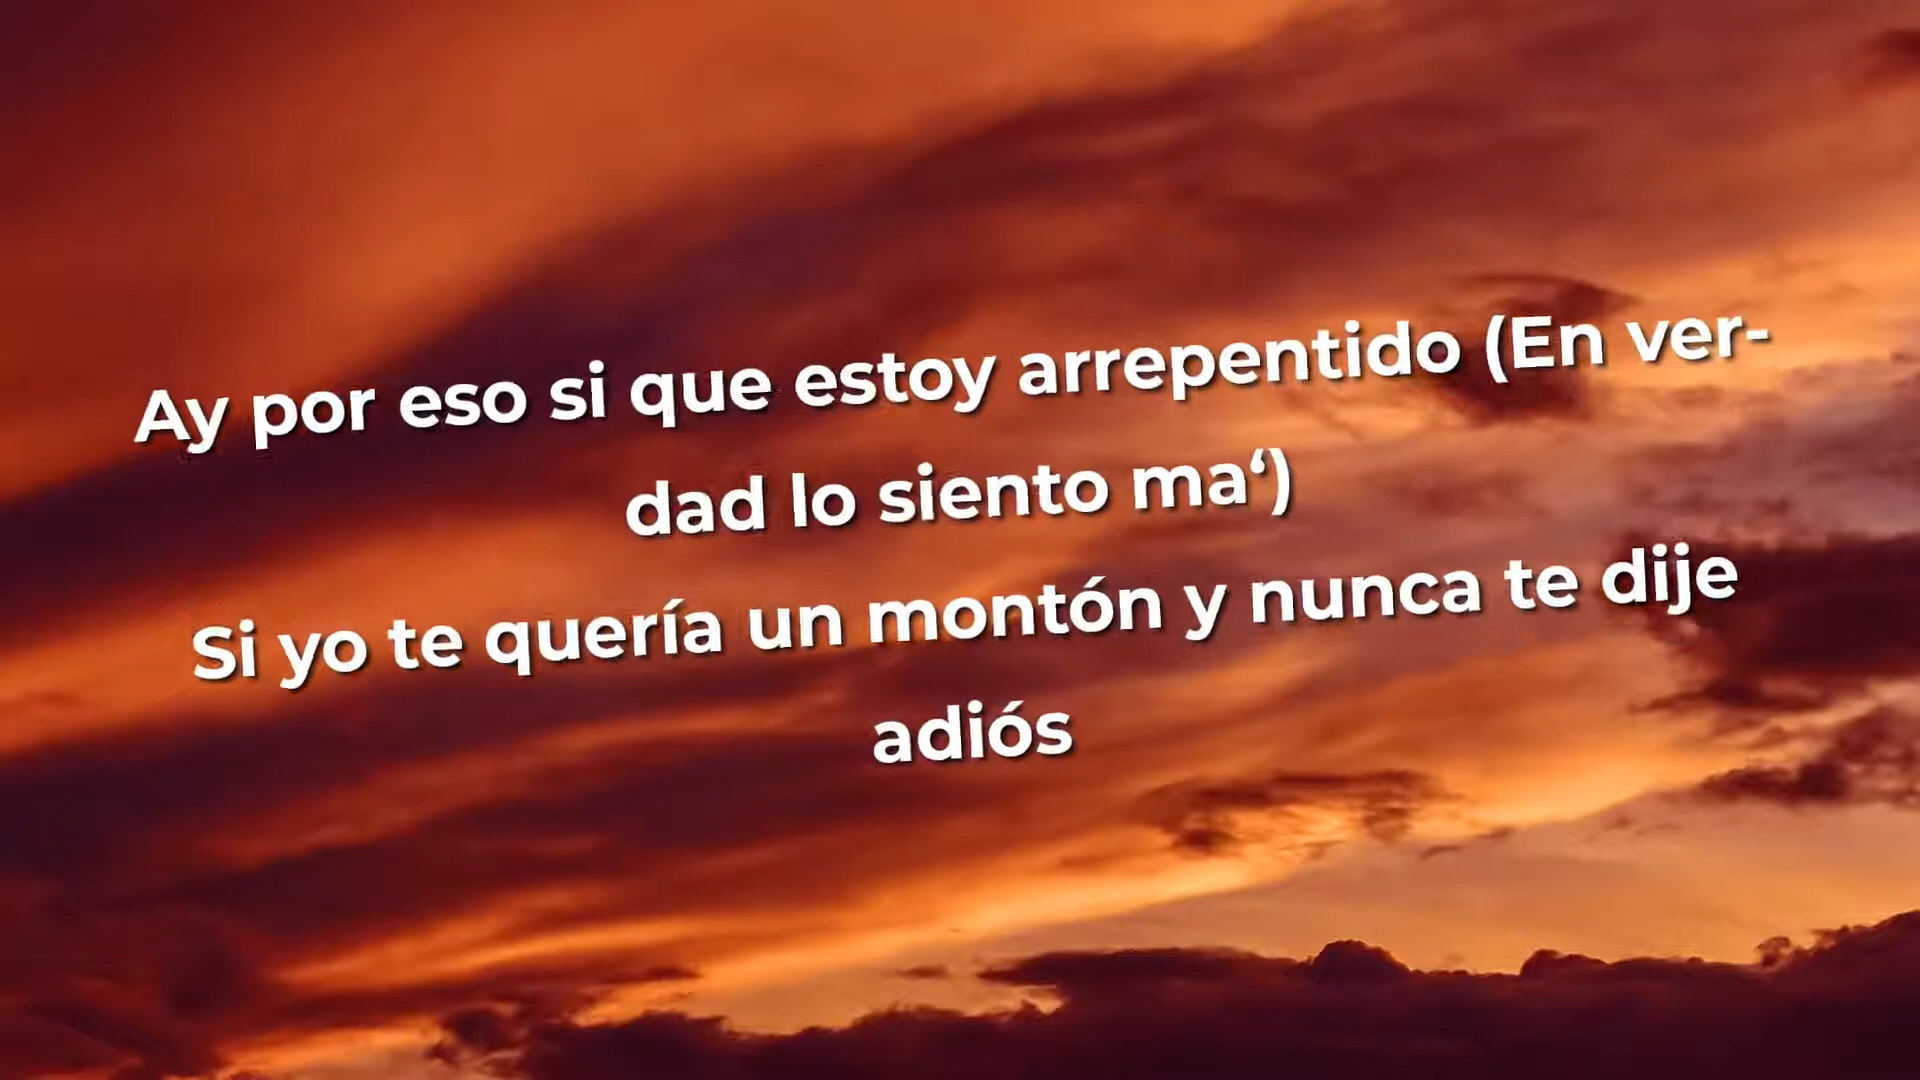 Ay por eso si que estoy arrepentido (En ver-
dad lo siento ma‘)
Si yo te quería un montón y nunca te dije
adiós